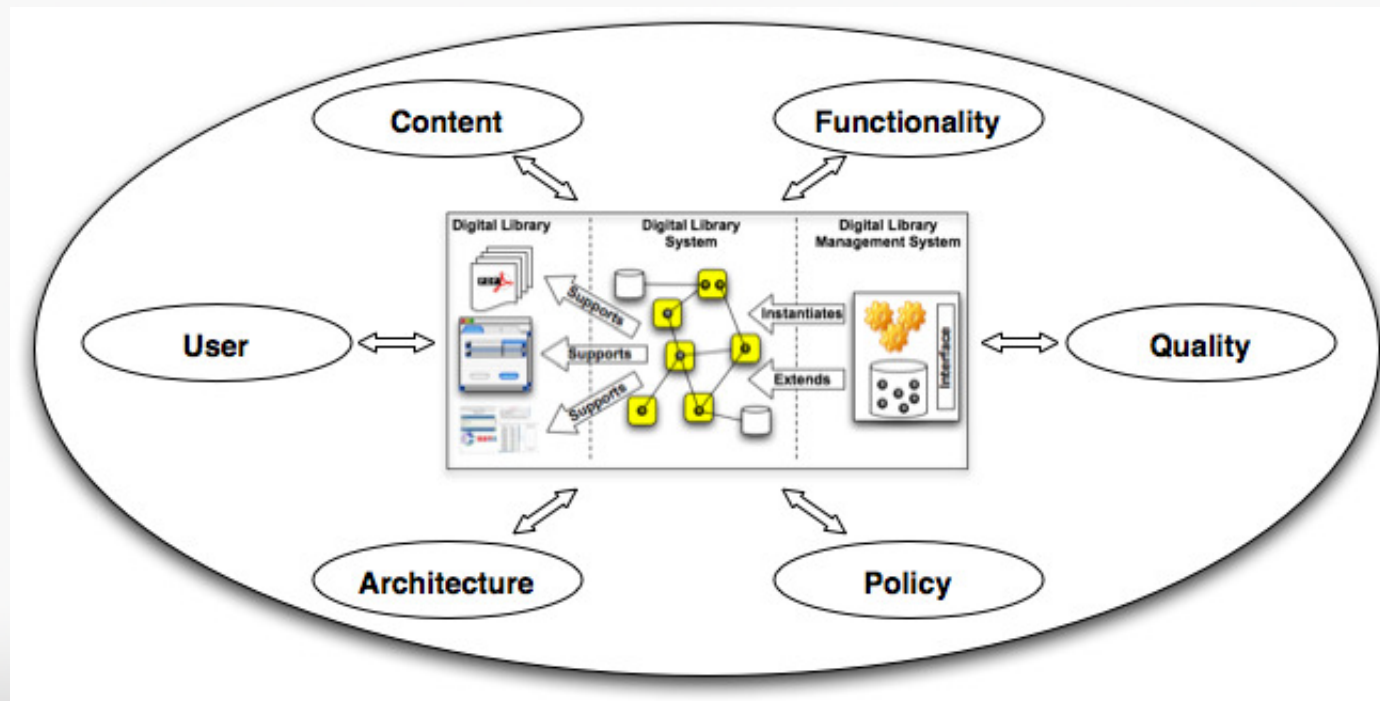 Content
Functionality
Digital Library
Digital Library
System
Digital Library
Management System
Supports
Instantiates
Interface
User
Supports
Quality
Extends
Supports
Architecture
Policy